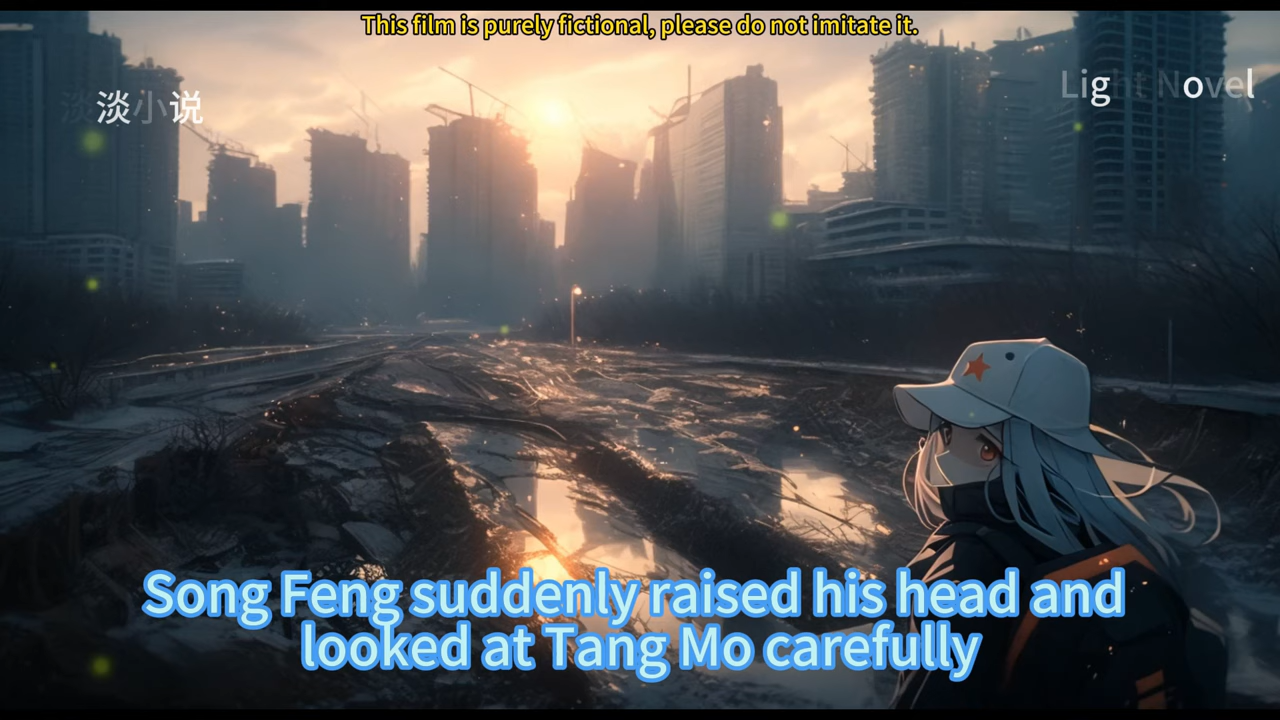 This film is purely fictional, please do not imitate it.
淡淡小说
Light Novel
Song Feng suddenly raised his head and
looked at Tang Mo carefully